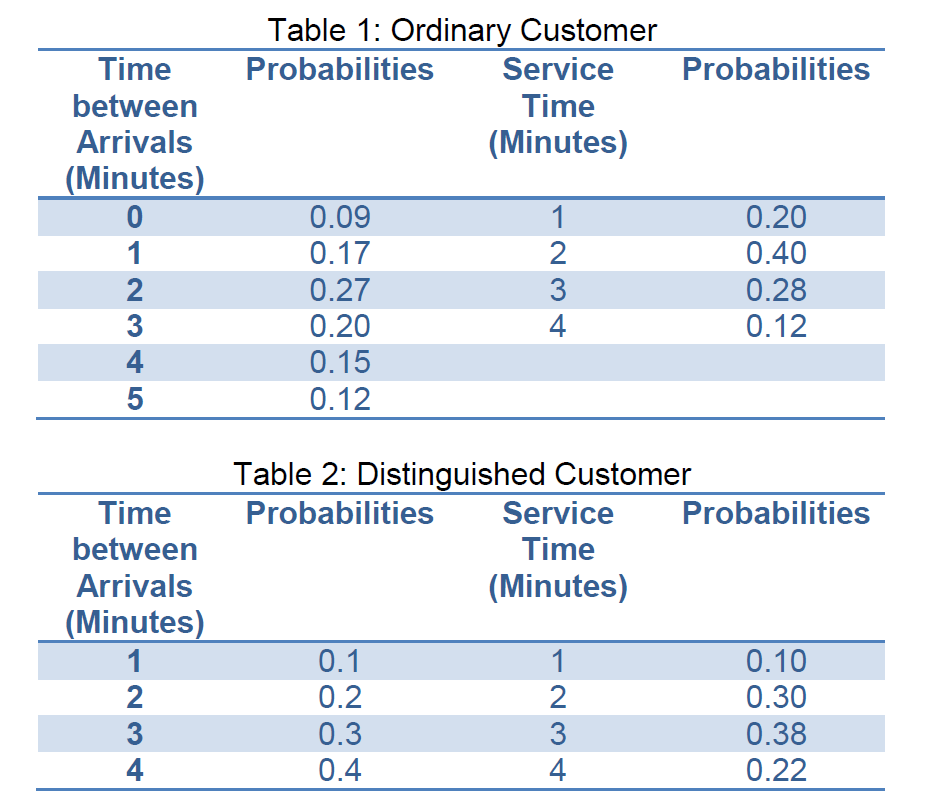 Table 1: Ordinary Customer
Time between Arrivals (Minutes) Probabilities Service Time (Minutes) Probabilities
0 0.09 1 0.20
1 0.17 2 0.40
2 0.27 3 0.28
3 0.20 4 0.12
4 0.15
5 0.12
Table 2: Distinguished Customer
Time between Arrivals (Minutes) Probabilities Service Time (Minutes) Probabilities
1 0.1 1 0.10
2 0.2 2 0.30
3 0.3 3 0.38
4 0.4 4 0.22